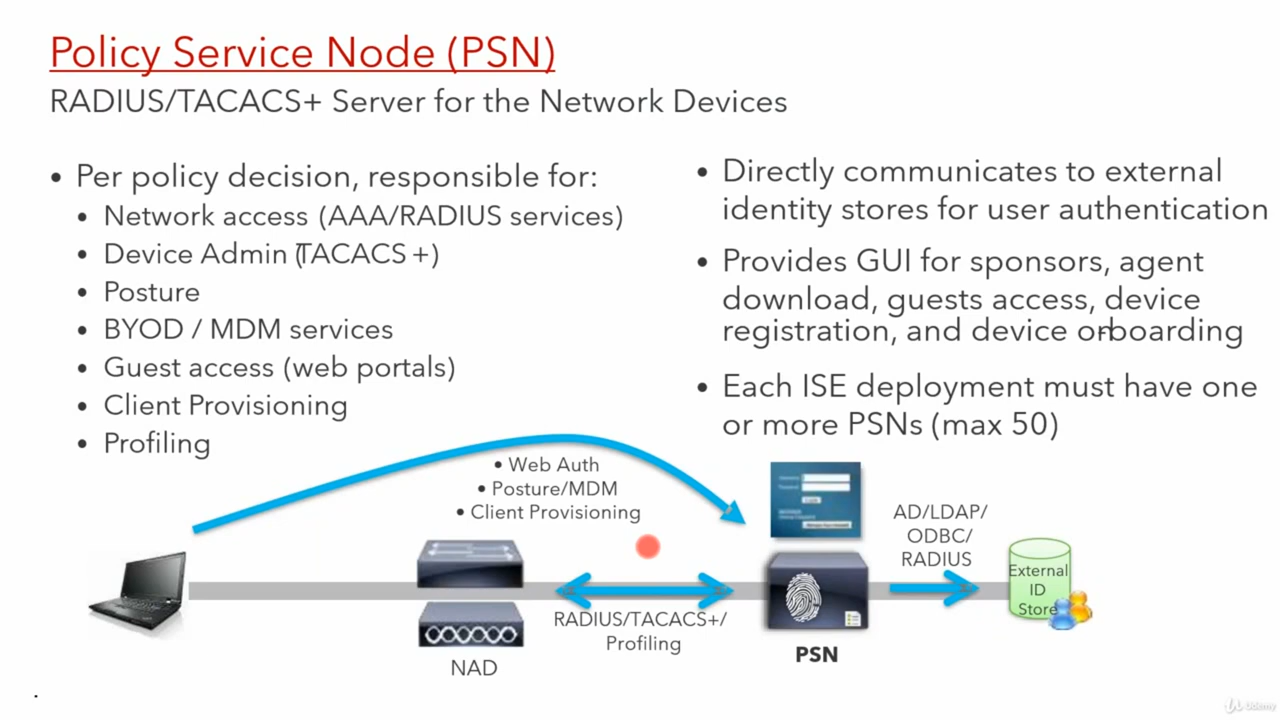 Policy Service Node (PSN)
RADIUS/TACACS+ Server for the Network Devices
• Per policy decision, responsible for:
• Network access (AAA/RADIUS services)
• Device Admin (TACACS+)
• Posture
• BYOD / MDM services
• Guest access (web portals)
• Client Provisioning
• Profiling
• Directly communicates to external
identity stores for user authentication
• Provides GUI for sponsors, agent
download, guests access, device
registration, and device on-boarding
• Each ISE deployment must have one
or more PSNs (max 50)
• Web Auth
• Posture/MDM
• Client Provisioning
AD/LDAP/
ODBC/
RADIUS
External
ID
Store
RADIUS/TACACS+/
Profiling
NAD
PSN
Udemy